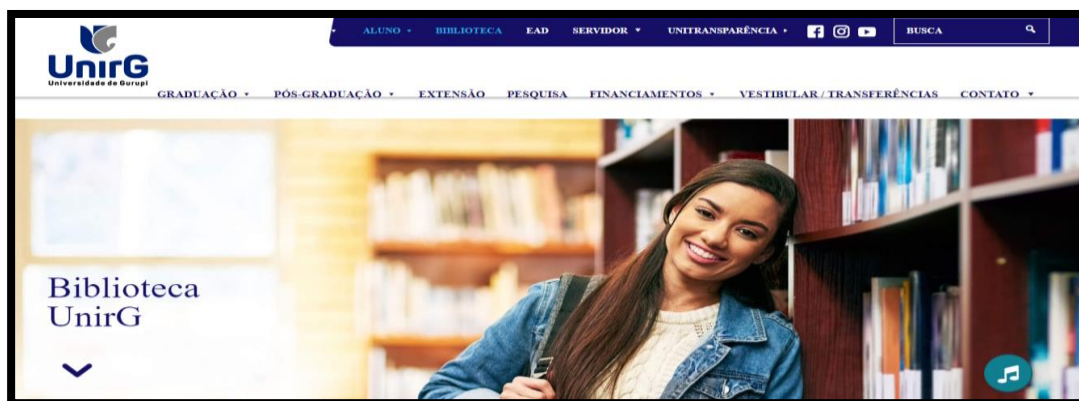 UnirG
Universidade de Gurupi
ALUNO BIBLIOTECA EAD SERVIDOR UNITRANSPARÊNCIA BUSCA
GRADUAÇÃO PÓS-GRADUAÇÃO EXTENSÃO PESQUISA FINANCIAMENTOS VESTIBULAR / TRANSFERÊNCIAS CONTATO
Biblioteca
UnirG